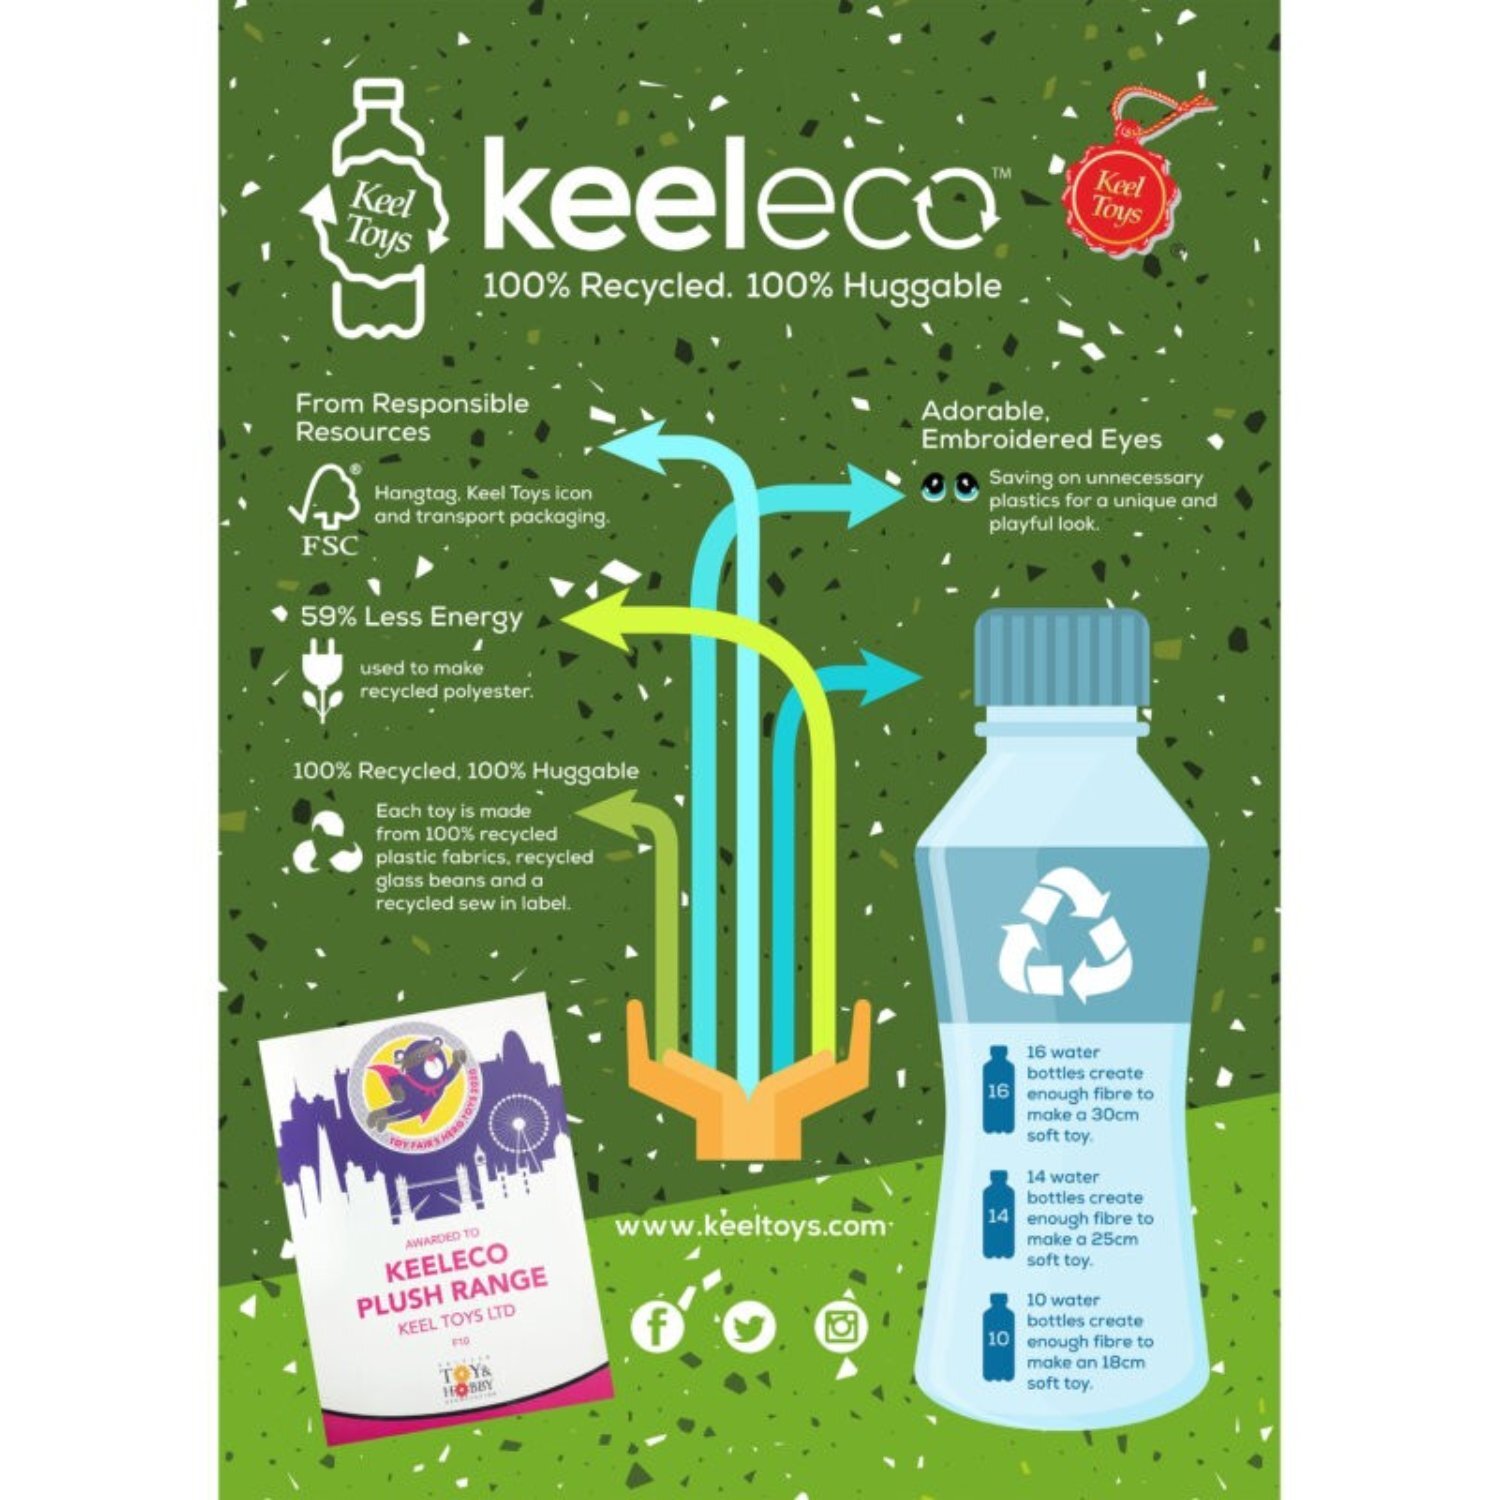 Keel
Toys
keeleco™
100% Recycled. 100% Huggable
Keel
Toys
®
From Responsible
Resources
®
FSC
Hangtag, Keel Toys icon
and transport packaging.
Adorable,
Embroidered Eyes
Saving on unnecessary
plastics for a unique and
playful look.
59% Less Energy
used to make
recycled polyester.
100% Recycled, 100% Huggable
Each toy is made
from 100% recycled
plastic fabrics, recycled
glass beans and a
recycled sew in label.
16
16 water
bottles create
enough fibre to
make a 30cm
soft toy.
14
14 water
bottles create
enough fibre to
make a 25cm
soft toy.
10
10 water
bottles create
enough fibre to
make an 18cm
soft toy.
TOY FAIR'S HERO TOYS 2020
AWARDED TO
KEELECO
PLUSH RANGE
KEEL TOYS LTD
F10
TOY&
HOBBY
www.keeltoys.com